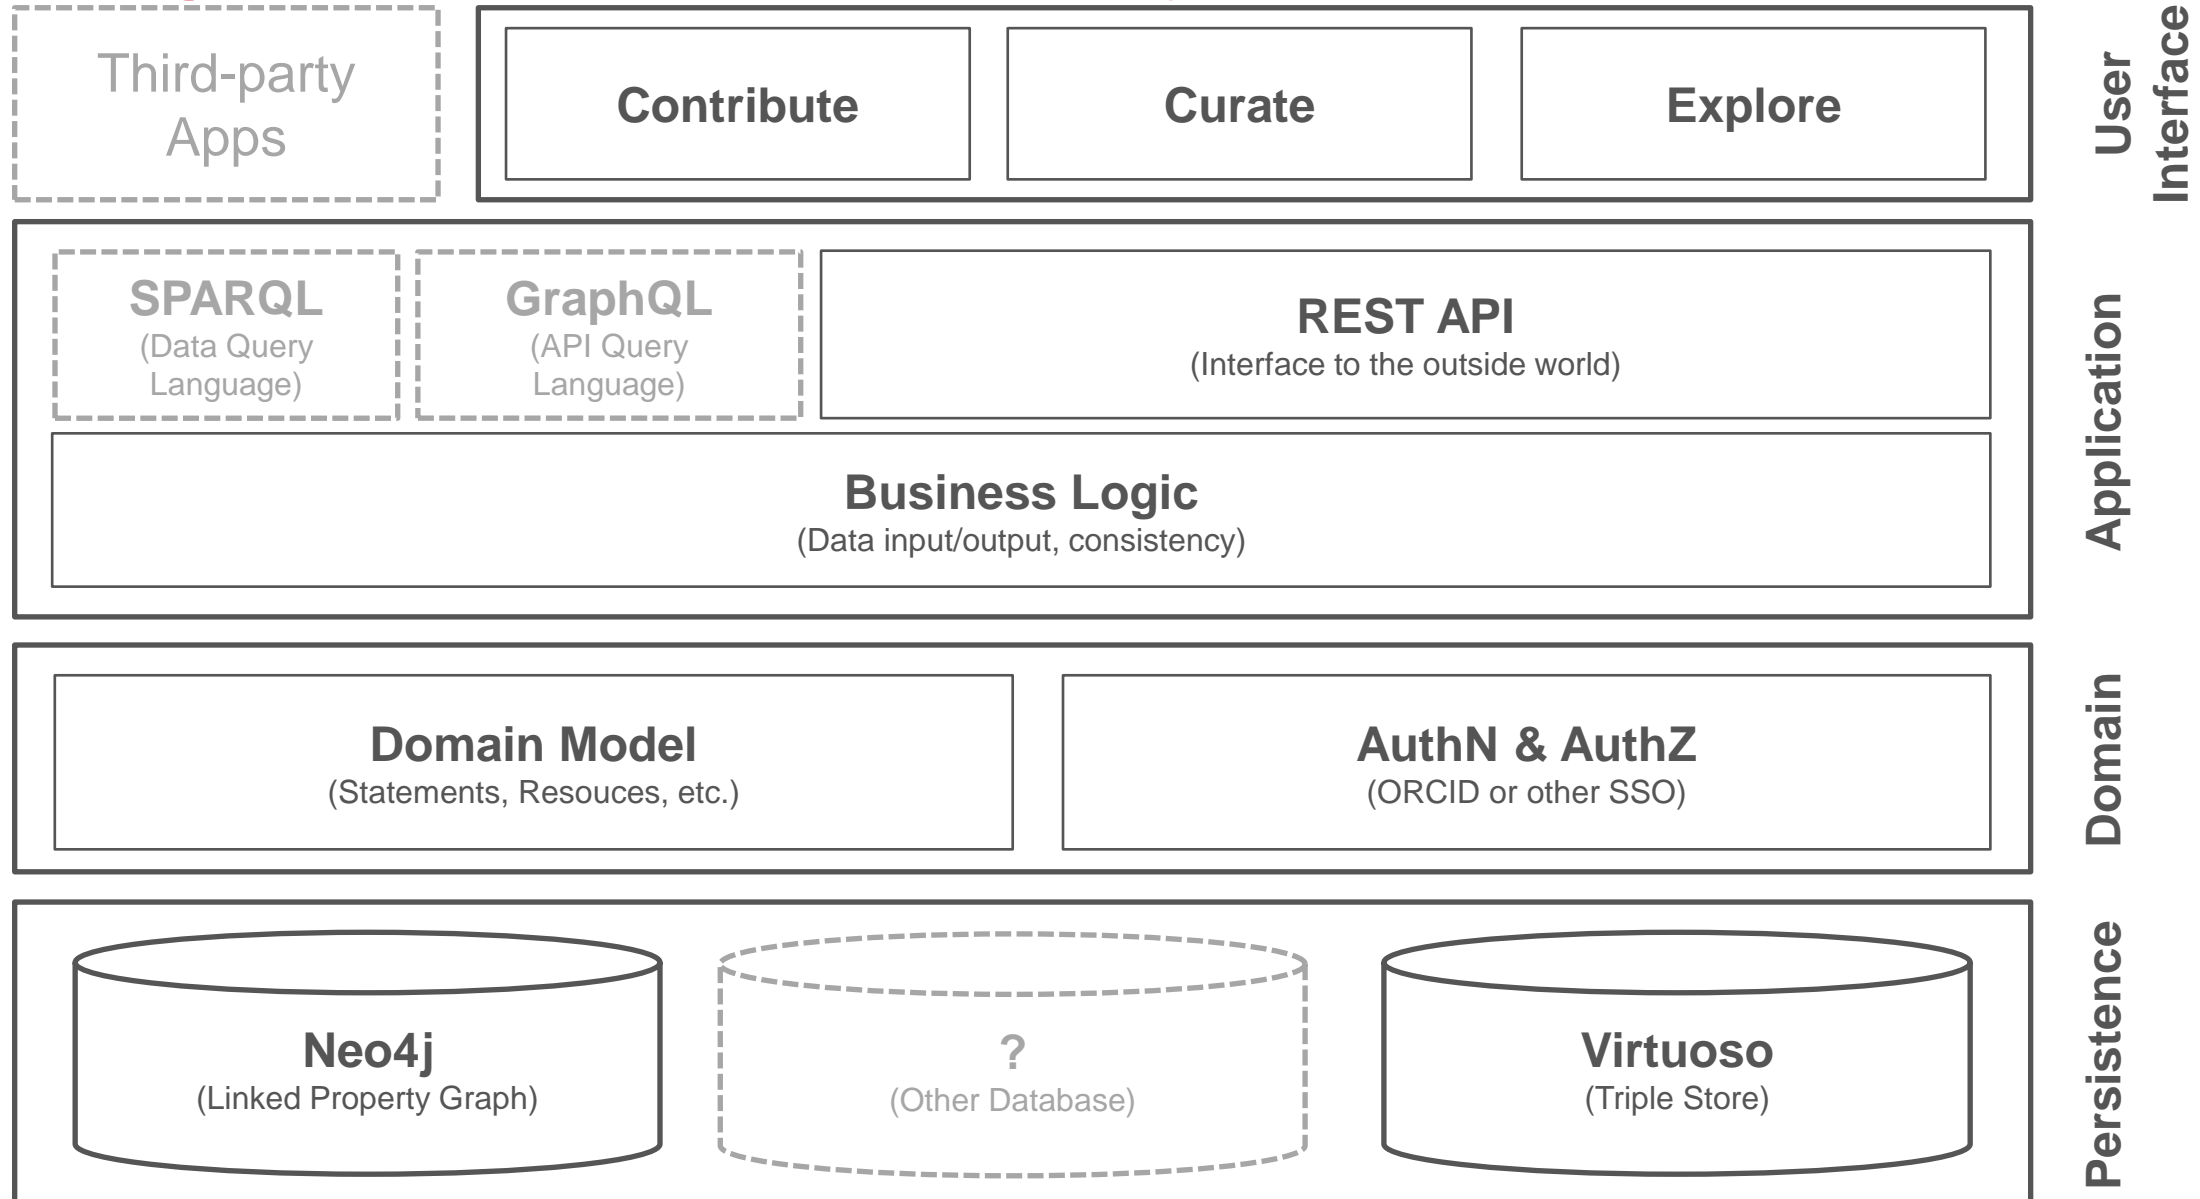 Third-party
Apps
Contribute
Curate
Explore
User
Interface
SPARQL
(Data Query
Language)
GraphQL
(API Query
Language)
REST API
(Interface to the outside world)
Business Logic
(Data input/output, consistency)
Application
Domain Model
(Statements, Resouces, etc.)
AuthN & AuthZ
(ORCID or other SSO)
Domain
Neo4j
(Linked Property Graph)
?
(Other Database)
Virtuoso
(Triple Store)
Persistence